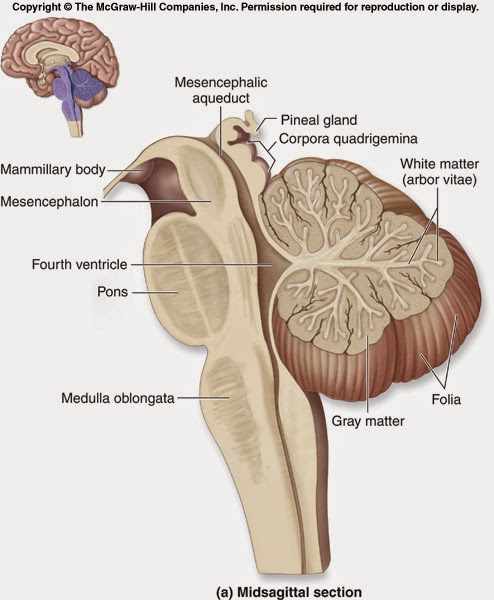 Copyright © The McGraw-Hill Companies, Inc. Permission required for reproduction or display.
Mesencephalic
aqueduct
Pineal gland
Corpora quadrigemina
White matter
(arbor vitae)
Mammillary body
Mesencephalon
Fourth ventricle
Pons
Medulla oblongata
Folia
Gray matter
(a) Midsagittal section